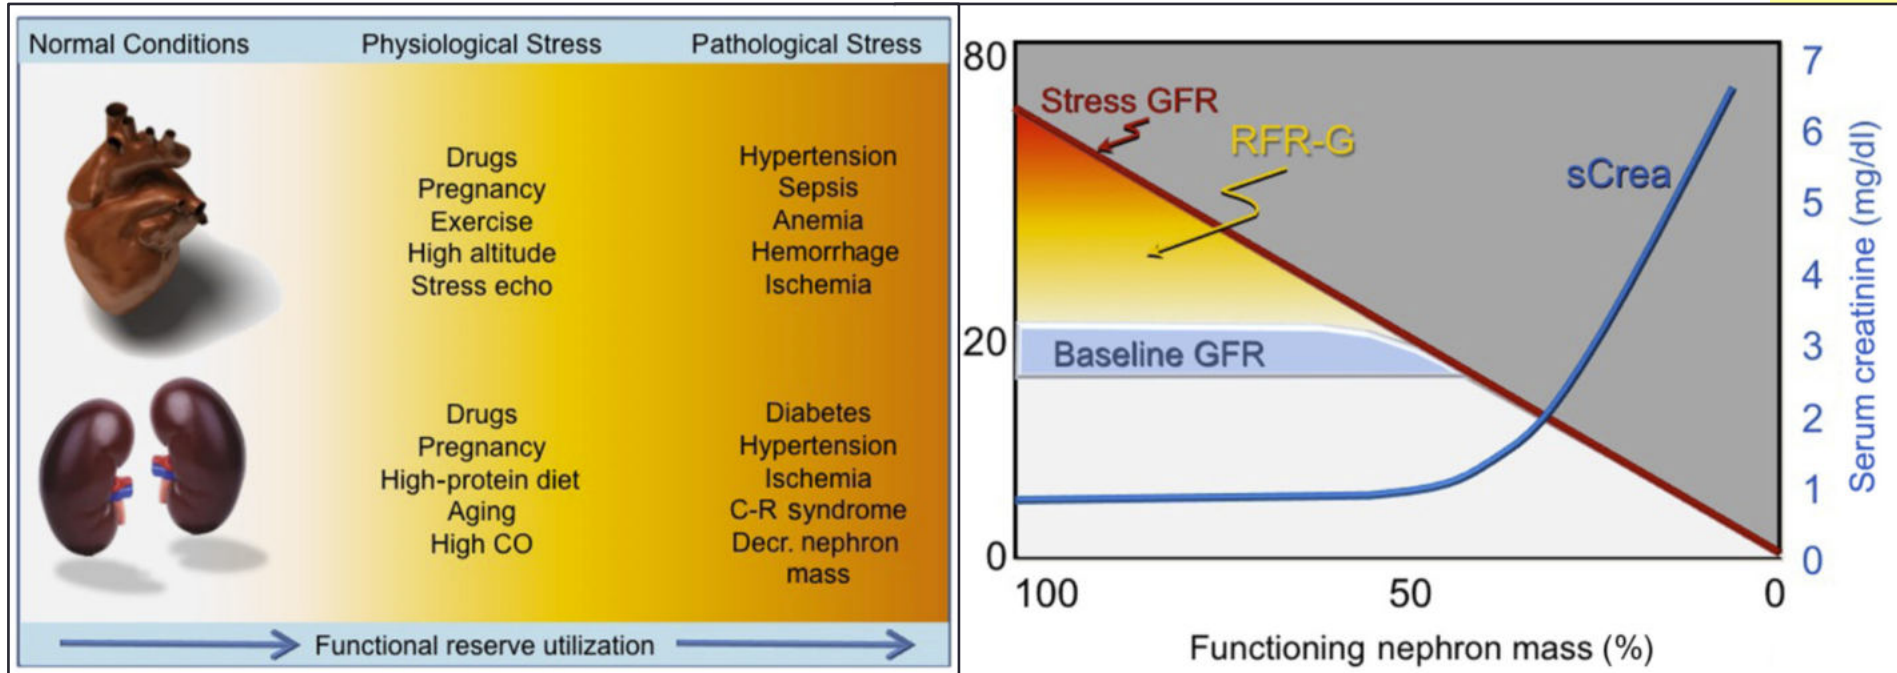 Normal Conditions
Physiological Stress
Pathological Stress
Drugs
Pregnancy
Exercise
High altitude
Stress echo
Hypertension
Sepsis
Anemia
Hemorrhage
Ischemia
Drugs
Pregnancy
High-protein diet
Aging
High CO
Diabetes
Hypertension
Ischemia
C-R syndrome
Decr. nephron
mass
Functional reserve utilization
80
20
0
Stress GFR
RFR-G
sCrea
Baseline GFR
7
6
5
4
3
2
1
0
Serum creatinine (mg/dl)
100
50
0
Functioning nephron mass (%)